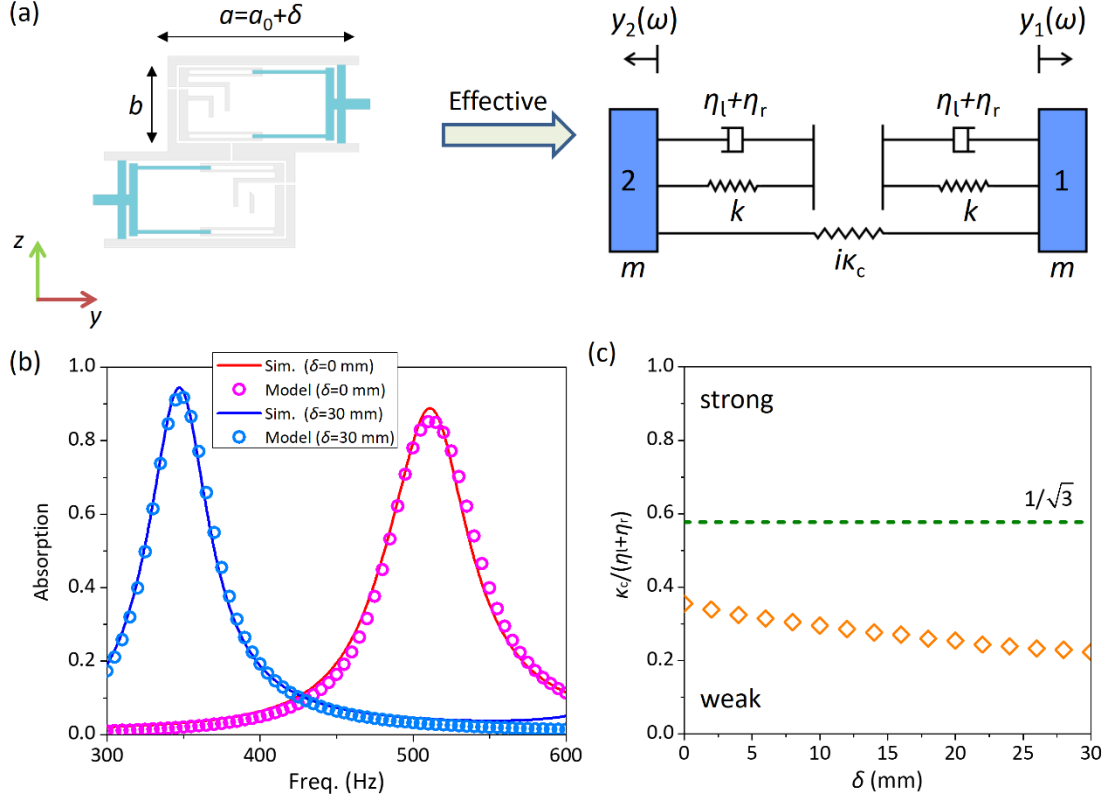 (a)
a=a₀+δ
b
z
y
Effective
y₂(ω)
y₁(ω)
ηₗ+ηᵣ
ηₗ+ηᵣ
2
1
k
k
iκ_c
m
m
(b)
Sim. (δ=0 mm)
Model (δ=0 mm)
Sim. (δ=30 mm)
Model (δ=30 mm)
Absorption
1.0
0.8
0.6
0.4
0.2
0.0
300
400
500
600
Freq. (Hz)
(c)
κ_c/(ηₗ+ηᵣ)
1.0
0.8
0.6
0.4
0.2
0.0
strong
1/√3
weak
0
5
10
15
20
25
30
δ (mm)